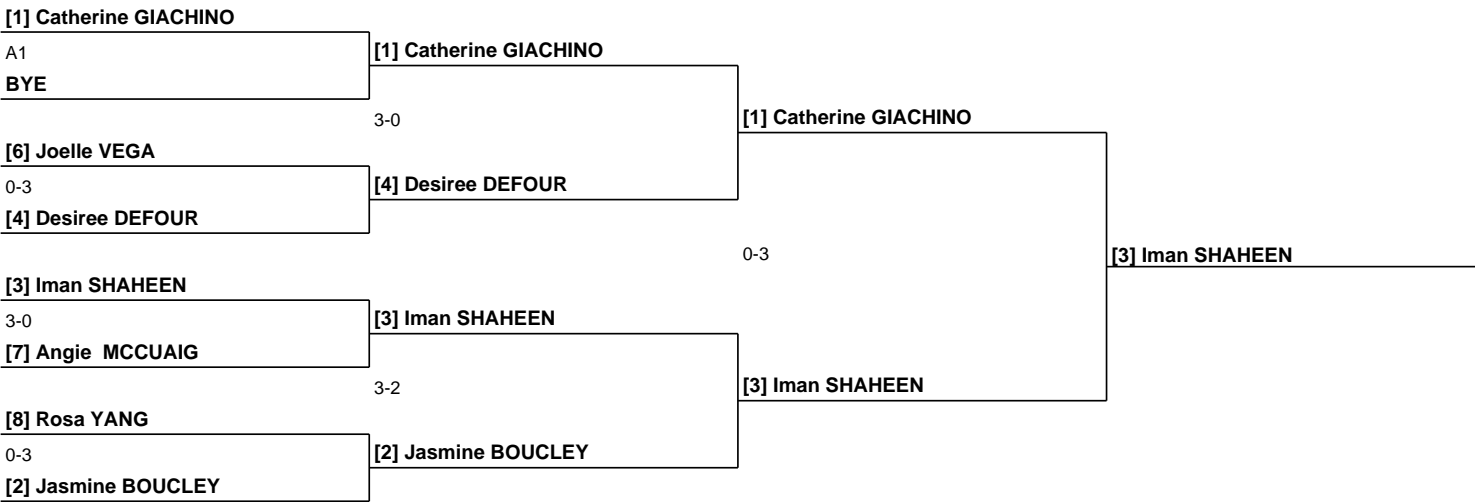 [1] Catherine GIACHINO
A1
BYE
[6] Joelle VEGA
0-3
[4] Desiree DEFOUR
[3] Iman SHAHEEN
3-0
[7] Angie  MCCUAIG
[8] Rosa YANG
0-3
[2] Jasmine BOUCLEY
[1] Catherine GIACHINO
3-0
[4] Desiree DEFOUR
[3] Iman SHAHEEN
3-2
[2] Jasmine BOUCLEY
[1] Catherine GIACHINO
0-3
[3] Iman SHAHEEN
[3] Iman SHAHEEN